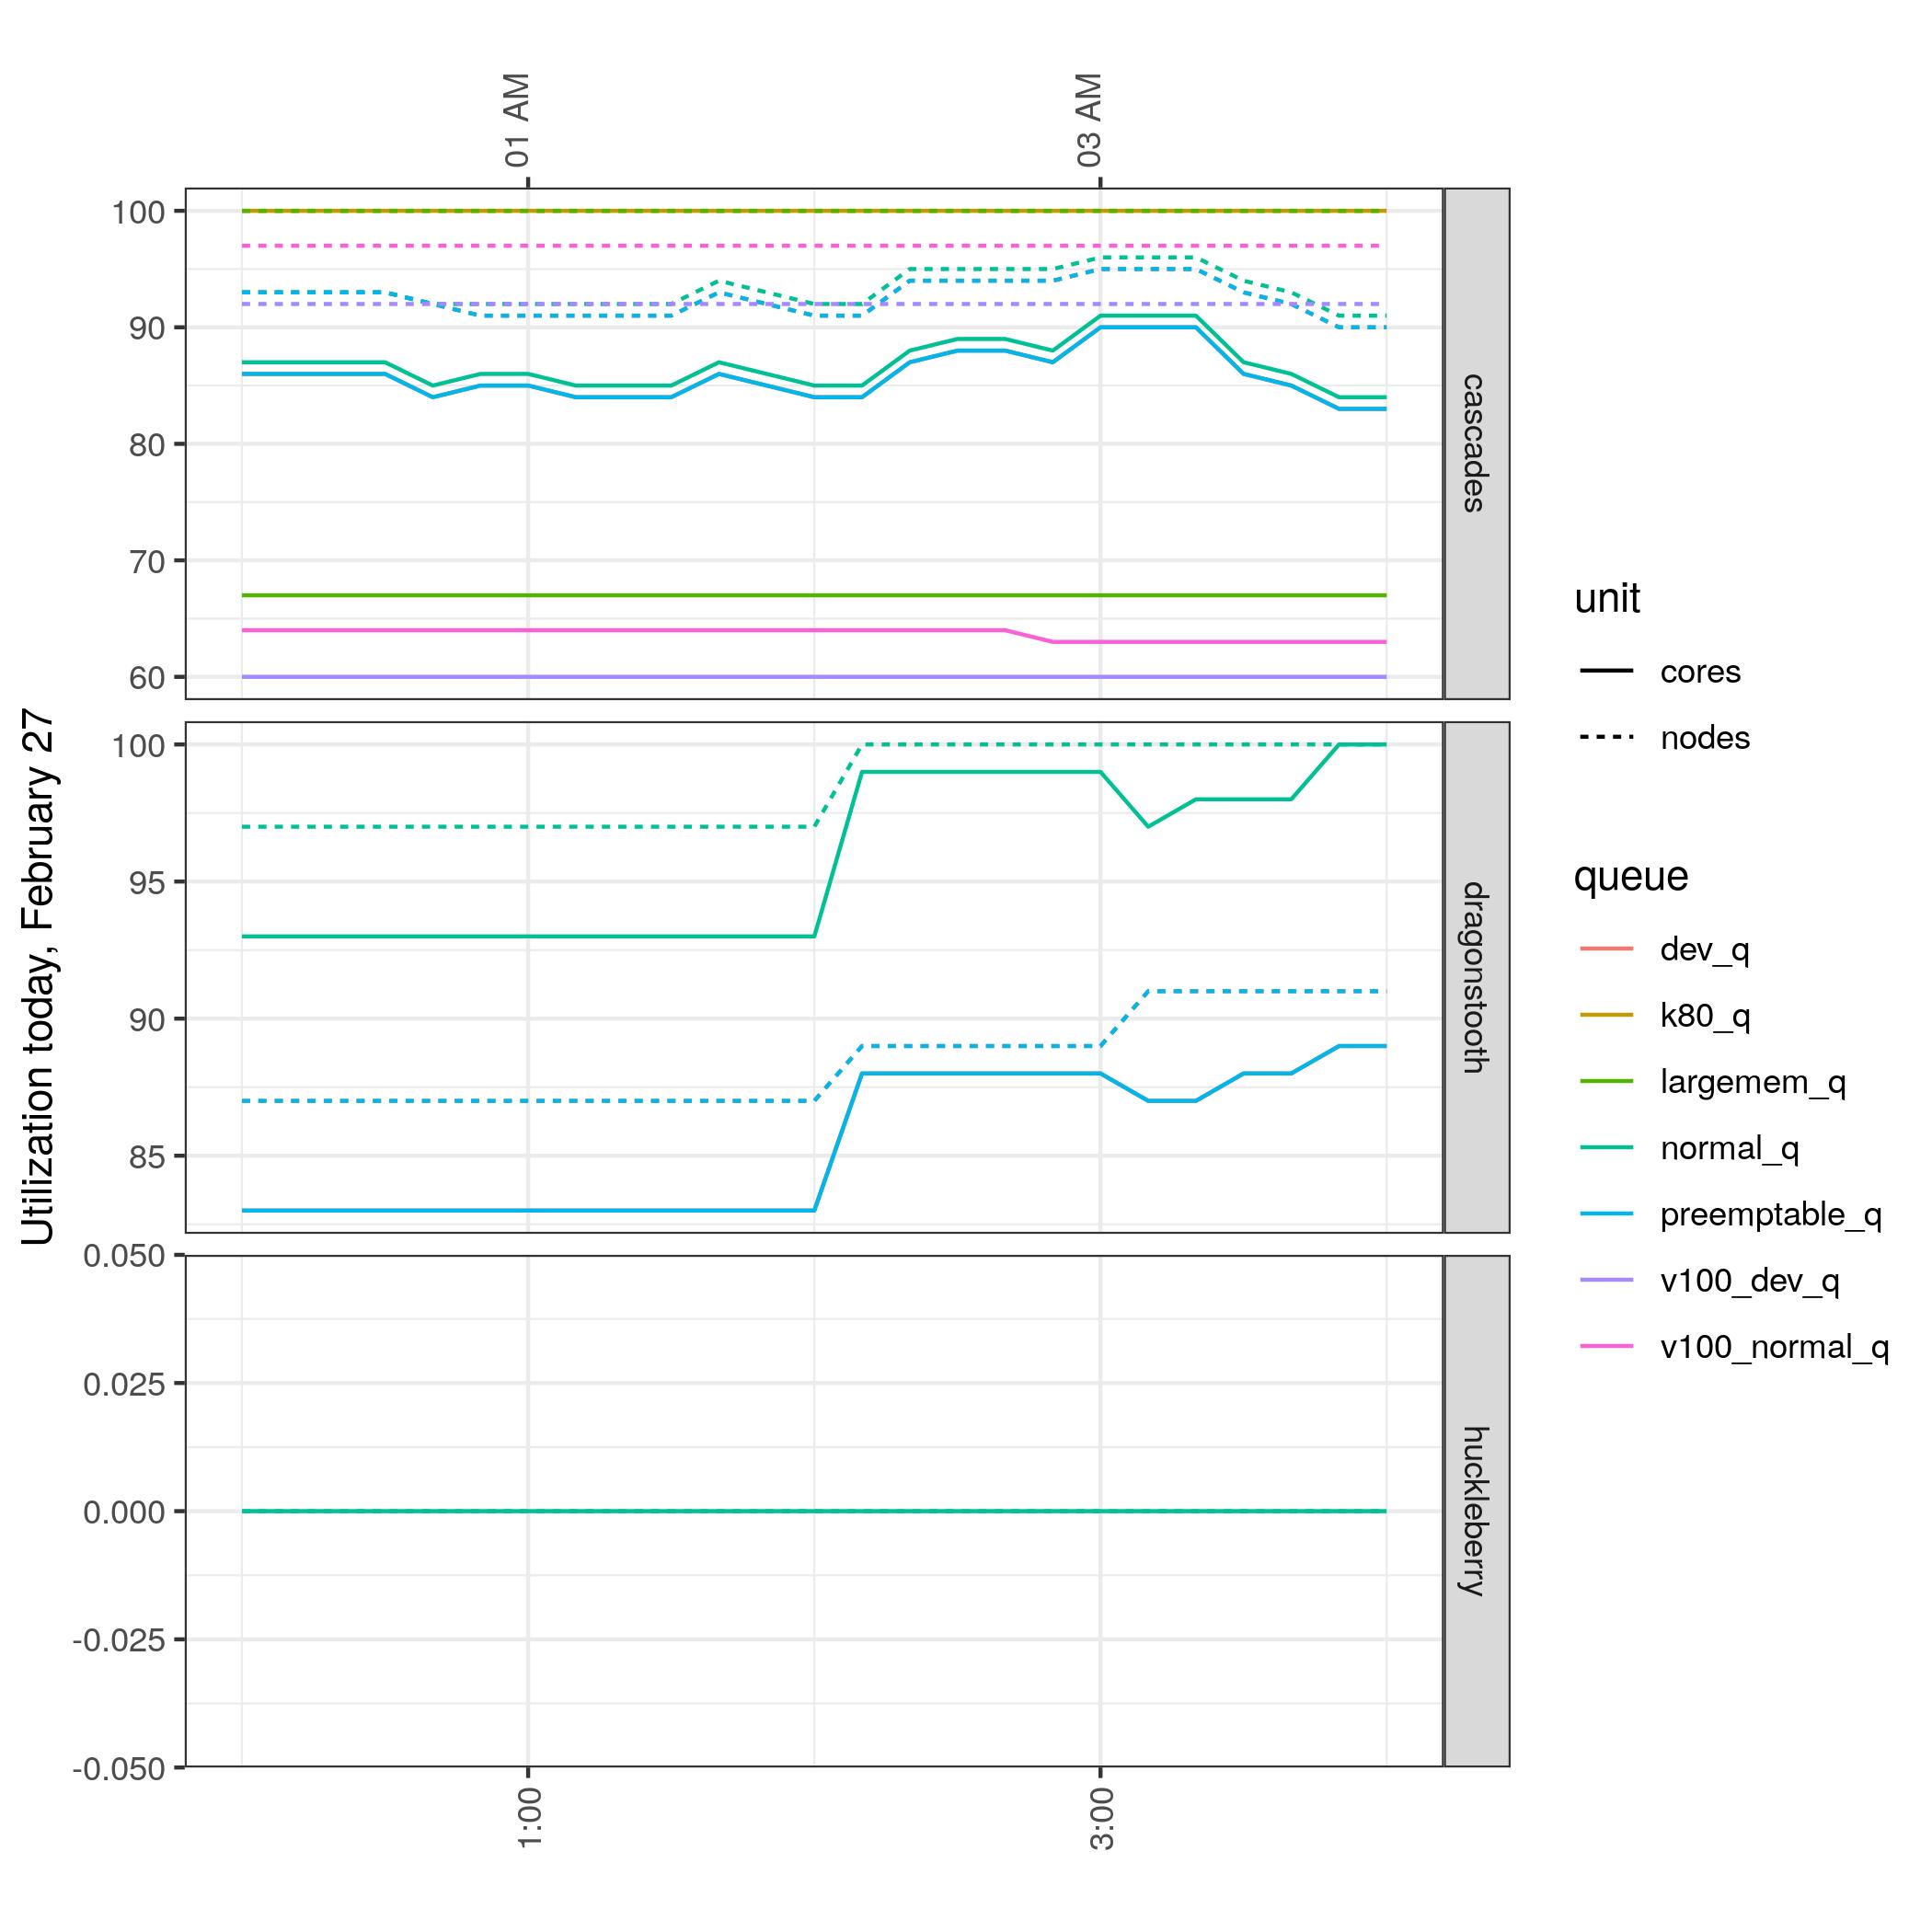 01 AM
03 AM
Utilization today, February 27
100
90
80
70
60
cascades
100
95
90
85
dragonstooth
0.050
0.025
0.000
-0.025
-0.050
huckleberry
1:00
3:00
unit
cores
nodes
queue
dev_q
k80_q
largemem_q
normal_q
preemptable_q
v100_dev_q
v100_normal_q